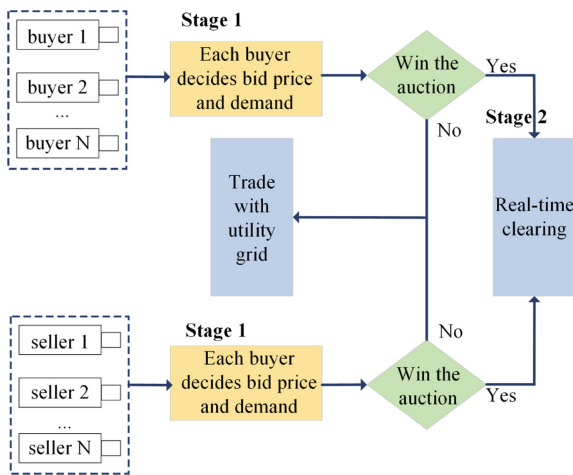 Stage 1
buyer 1
buyer 2
...
buyer N
Each buyer
decides bid price
and demand
Win the
auction
Yes
No
Stage 2
Trade
with
utility
grid
Real-time
clearing
seller 1
seller 2
...
seller N
Stage 1
Each buyer
decides bid price
and demand
No
Win the
auction
Yes